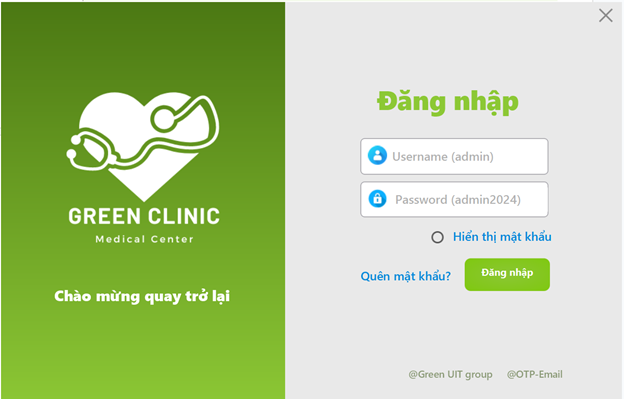 GREEN CLINIC
Medical Center
Chào mừng quay trở lại
Đăng nhập
Username (admin)
Password (admin2024)
Hiển thị mật khẩu
Quên mật khẩu?
Đăng nhập
@Green UIT group
@OTP-Email